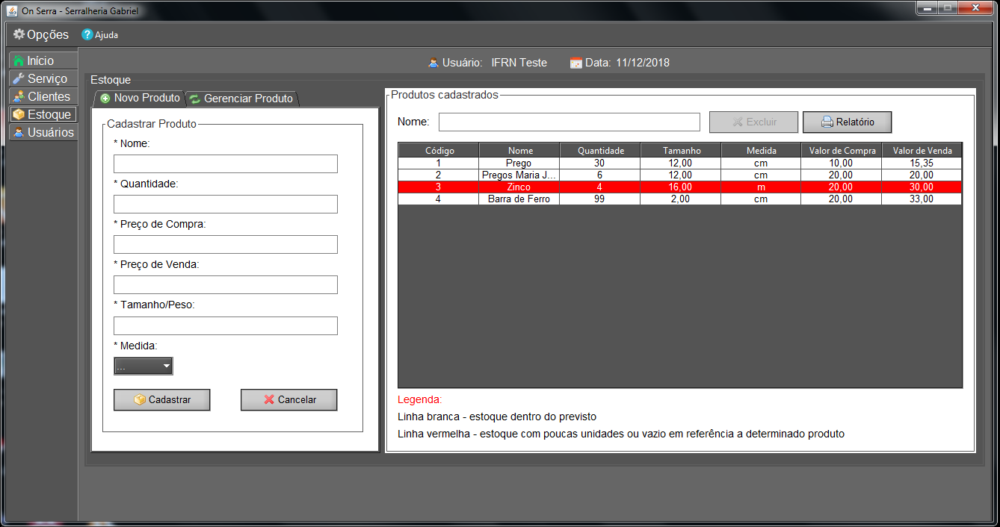 On Serra - Serralheria Gabriel
Opções Ajuda
Início
Serviço
Clientes
Estoque
Usuários
Usuário: IFRN Teste Data: 11/12/2018
Estoque
Novo Produto Gerenciar Produto
Cadastrar Produto
* Nome:
* Quantidade:
* Preço de Compra:
* Preço de Venda:
* Tamanho/Peso:
* Medida:
...
Cadastrar Cancelar
Produtos cadastrados
Nome: Excluir Relatório
Código Nome Quantidade Tamanho Medida Valor de Compra Valor de Venda
1 Prego 30 12,00 cm 10,00 15,35
2 Pregos Maria J... 6 12,00 cm 20,00 20,00
3 Zinco 4 16,00 m 20,00 30,00
4 Barra de Ferro 99 2,00 cm 20,00 33,00
Legenda:
Linha branca - estoque dentro do previsto
Linha vermelha - estoque com poucas unidades ou vazio em referência a determinado produto